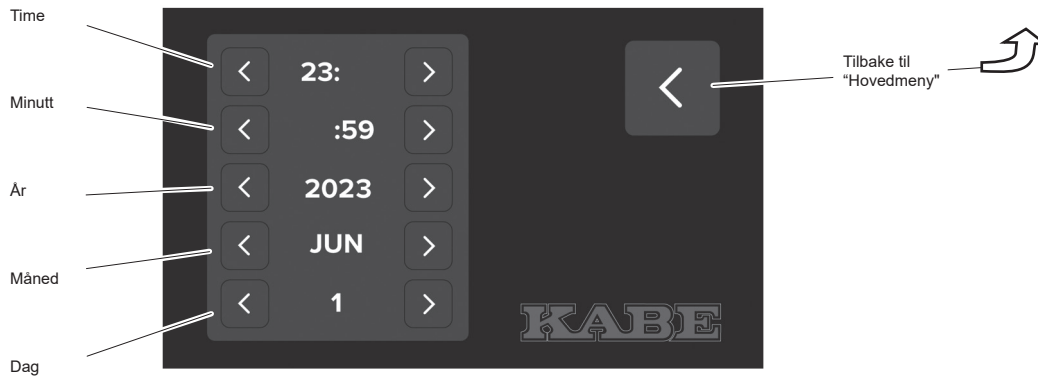 Time
Minutt
År
Måned
Dag
23:
:59
2023
JUN
1
Tilbake til
“Hovedmeny"
KABE